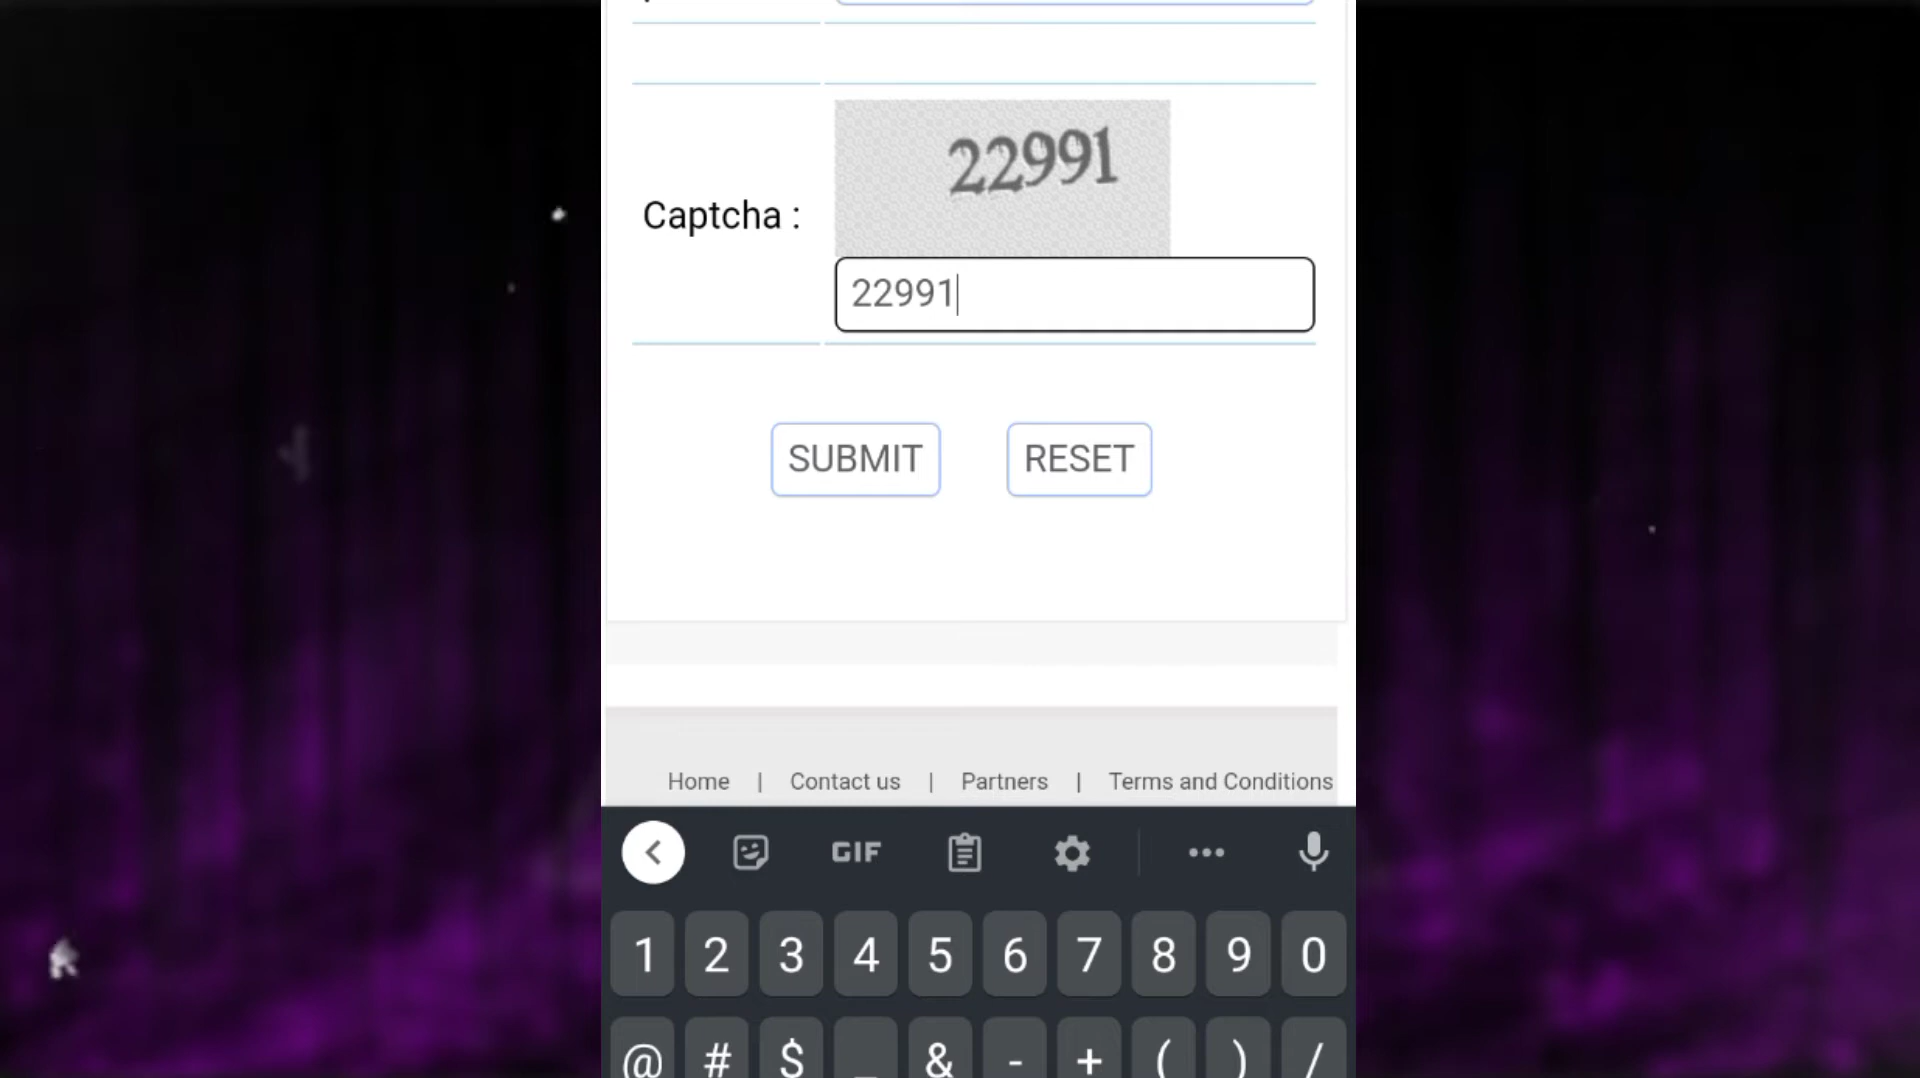 22991
Captcha :
22991
SUBMIT RESET
Home | Contact us | Partners | Terms and Conditions
GIF
1 2 3 4 5 6 7 8 9 0
@ # $ _ & - + ( ) /